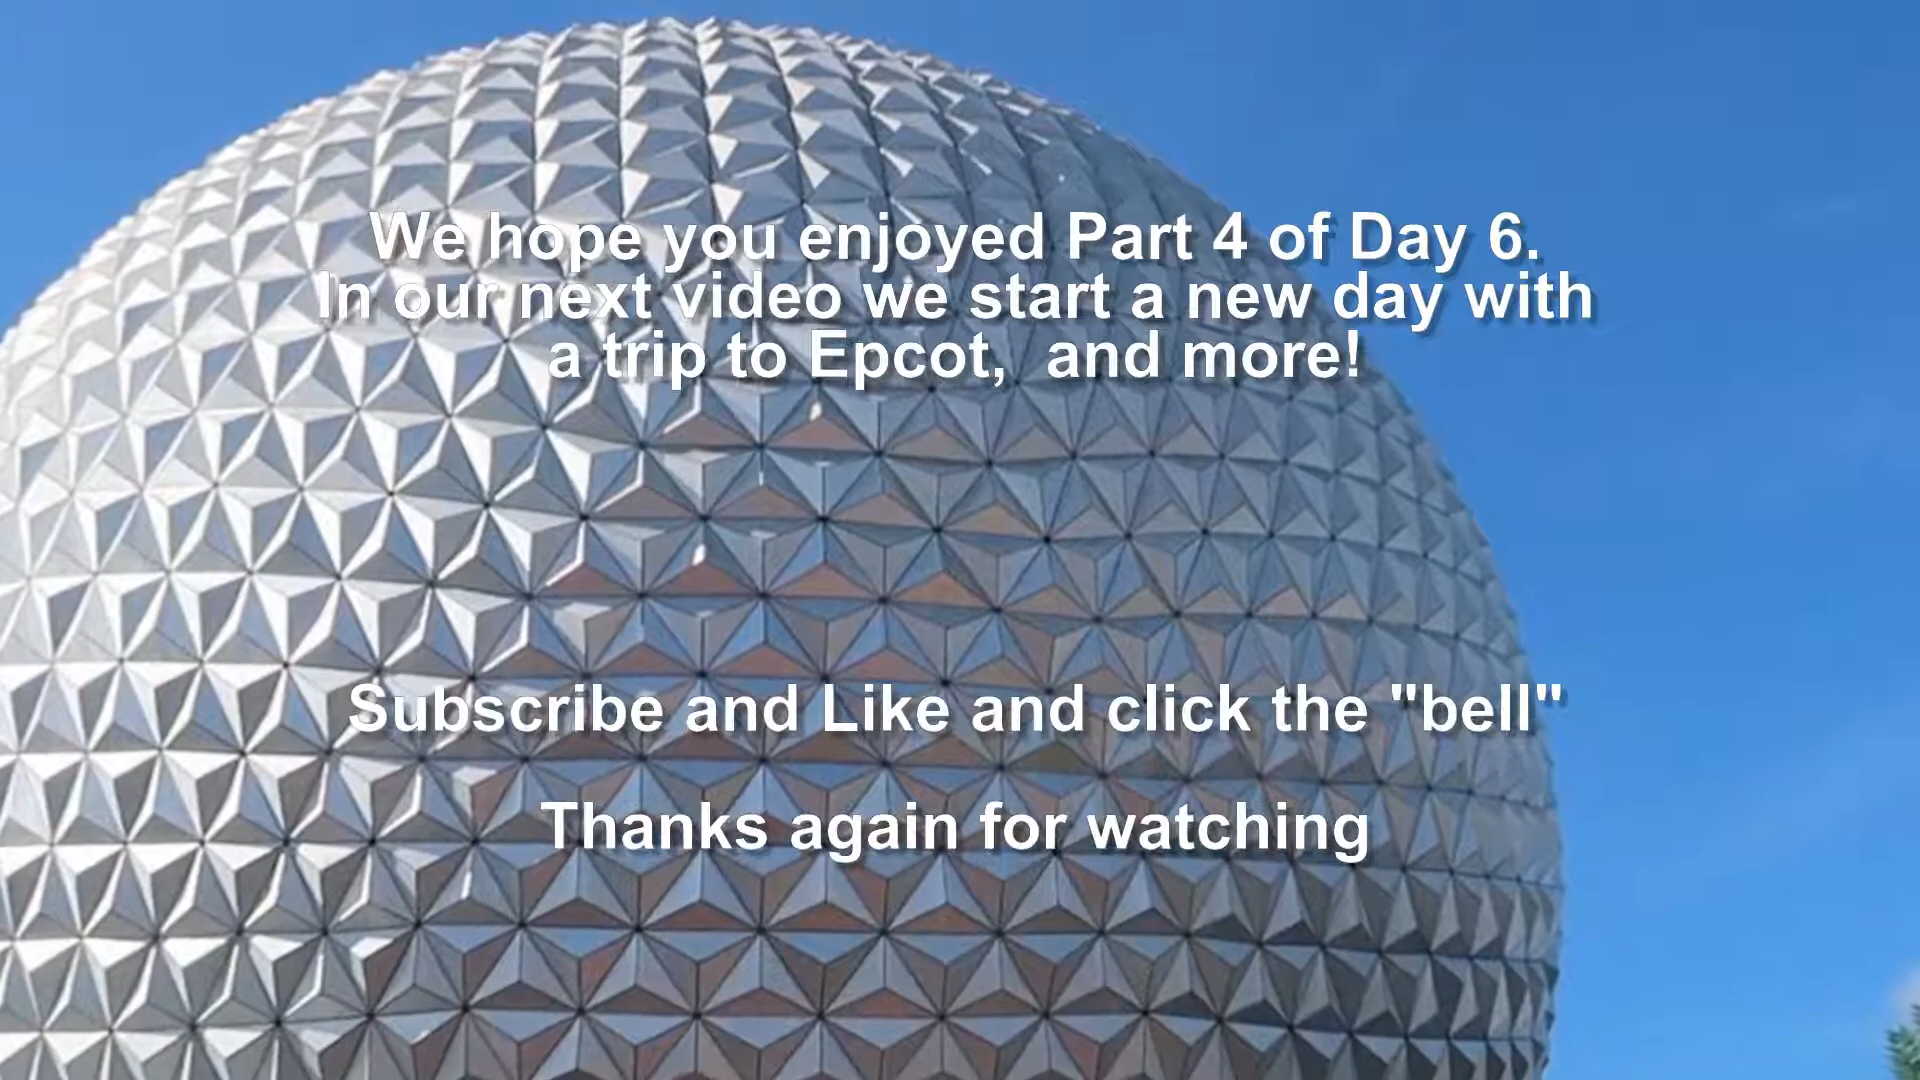 We hope you enjoyed Part 4 of Day 6.
In our next video we start a new day with
a trip to Epcot,  and more!
Subscribe and Like and click the "bell"
Thanks again for watching